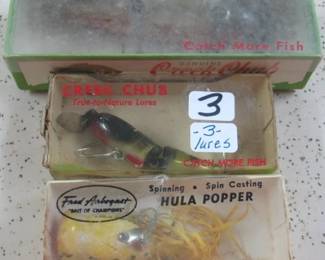 Catch More Fish
GENUINE
Creek Chub
CREEK CHUB
True-to-Nature Lures
3
-3-
lures
CATCH MORE FISH
Fred Arbogast
"BAIT OF CHAMPIONS"
Spinning • Spin Casting
HULA POPPER